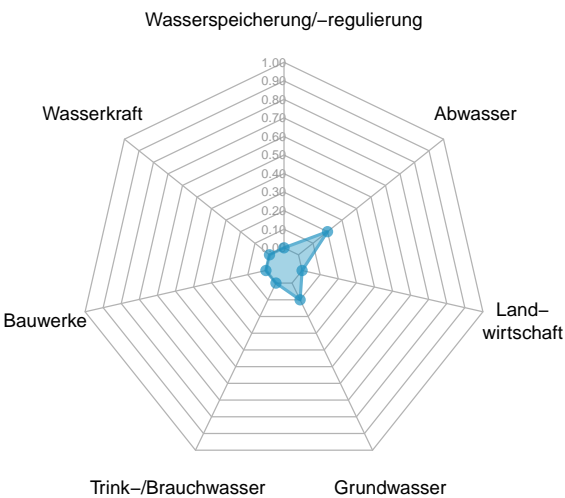 Wasserspeicherung/−regulierung
1.00
0.90
0.80
Wasserkraft
Abwasser
0.70
0.60
0.50
0.40
0.30
0.20
0.10
0.00
Bauwerke
Land−
wirtschaft
Trink−/Brauchwasser
Grundwasser